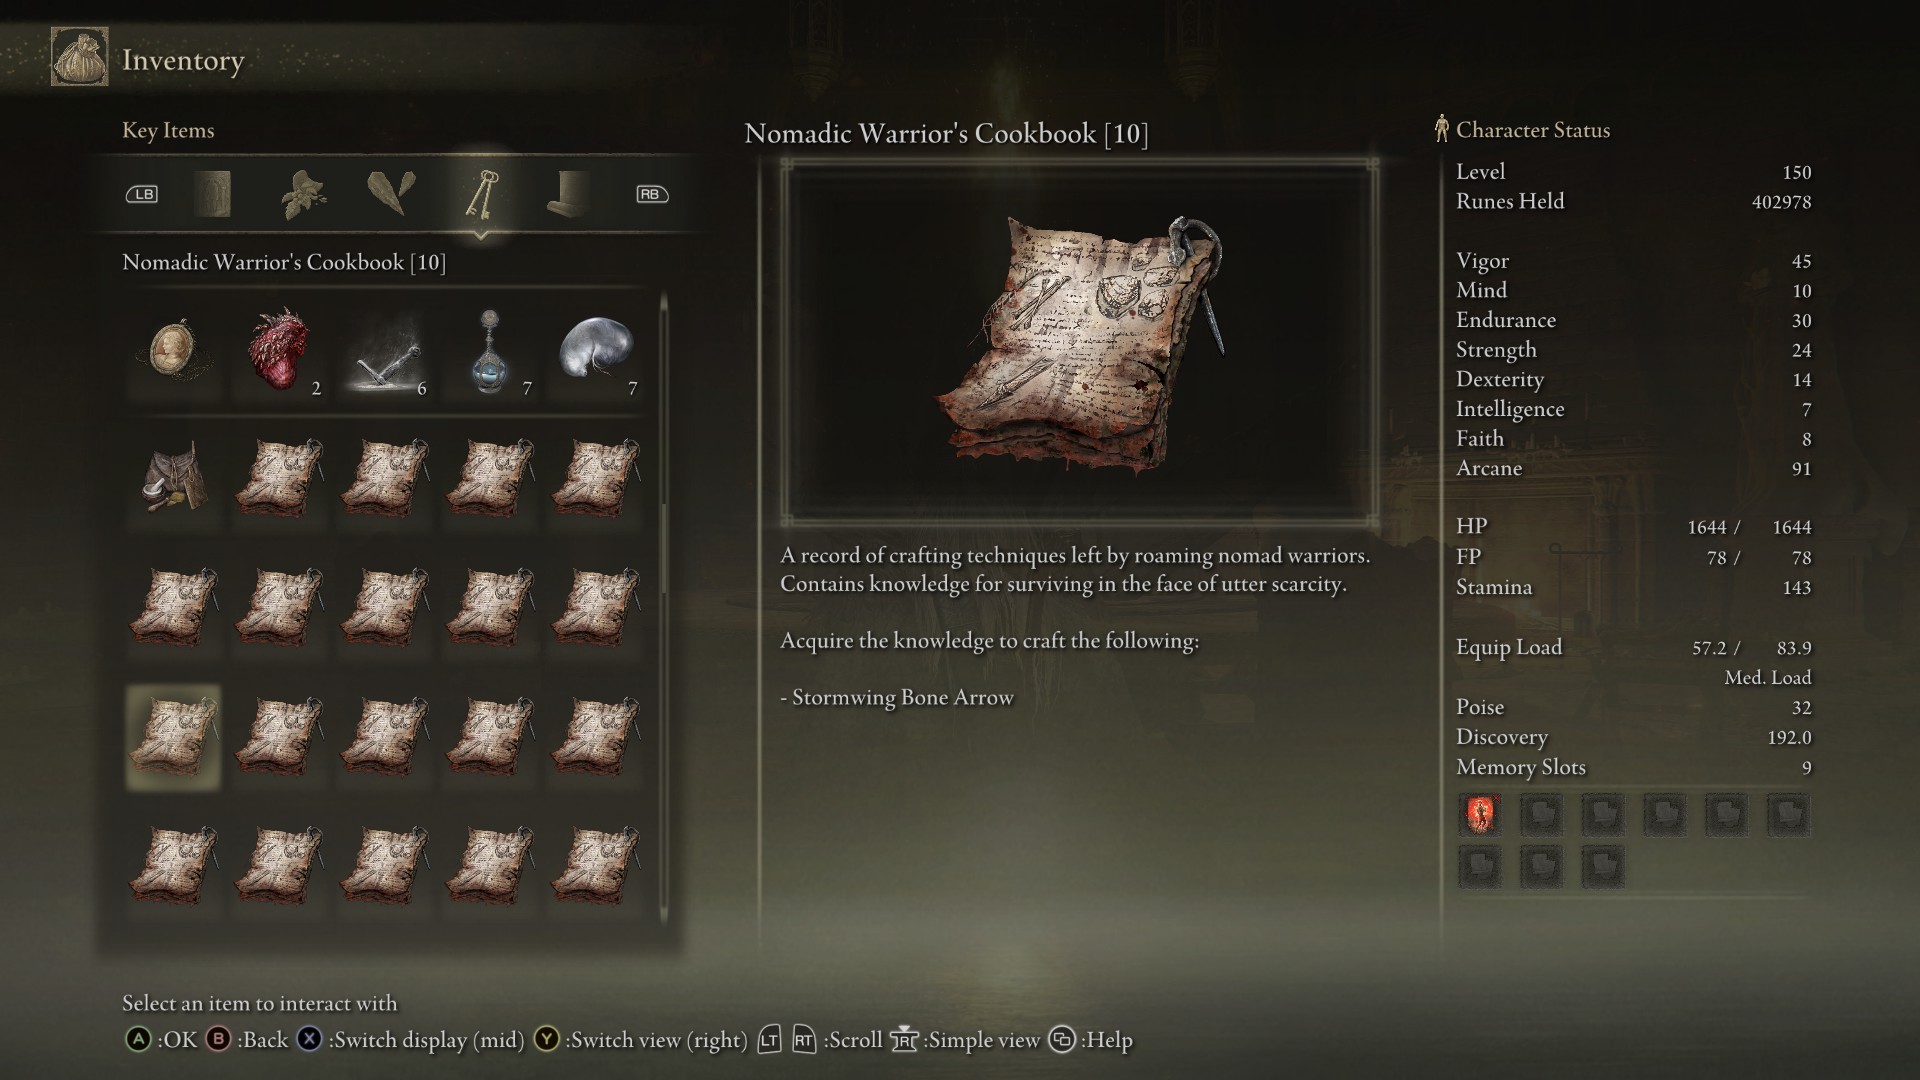 Inventory
Key Items
LB
RB
Nomadic Warrior's Cookbook [10]
2
6
7
7
Nomadic Warrior's Cookbook [10]
A record of crafting techniques left by roaming nomad warriors.
Contains knowledge for surviving in the face of utter scarcity.
Acquire the knowledge to craft the following:
- Stormwing Bone Arrow
Character Status
Level 150
Runes Held 402978
Vigor 45
Mind 10
Endurance 30
Strength 24
Dexterity 14
Intelligence 7
Faith 8
Arcane 91
HP 1644 / 1644
FP 78 / 78
Stamina 143
Equip Load 57.2 / 83.9
Med. Load
Poise 32
Discovery 192.0
Memory Slots 9
Select an item to interact with
A :OK B :Back X :Switch display (mid) Y :Switch view (right) LT RT :Scroll R :Simple view :Help